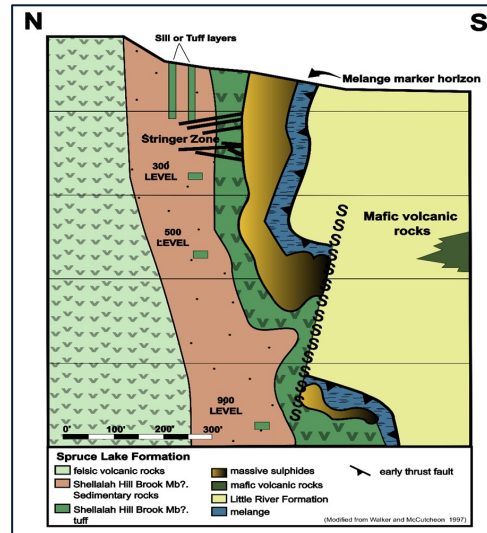 N
S
Sill or Tuff layers
Melange marker horizon
Stringer Zone
300
LEVEL
500
LEVEL
Mafic volcanic
rocks
SSSSSSSSSSSSSSSSS
900
LEVEL
0' 100' 200' 300'
Spruce Lake Formation
felsic volcanic rocks
Shellalah Hill Brook Mb?.
Sedimentary rocks
Shellalah Hill Brook Mb?.
tuff
massive sulphides
mafic volcanic rocks
Little River Formation
melange
early thrust fault
(Modified from Walker and McCutcheon 1997)